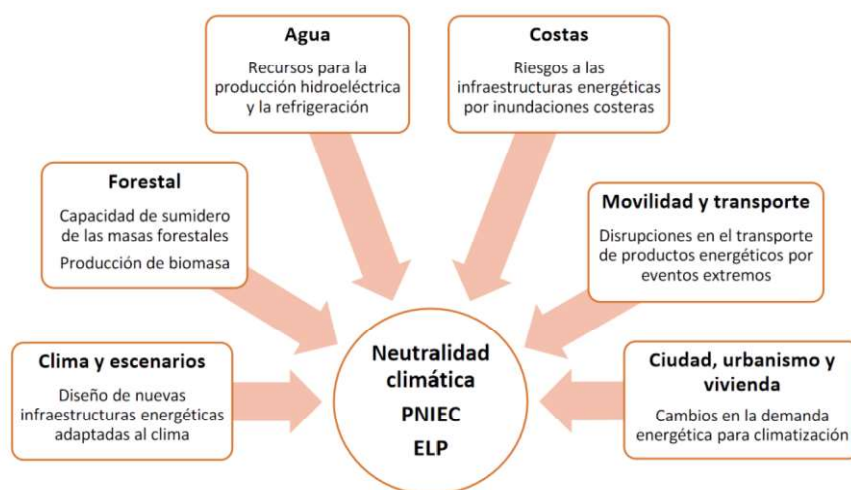 Agua
Recursos para la
producción hidroeléctrica
y la refrigeración
Costas
Riesgos a las
infraestructuras energéticas
por inundaciones costeras
Forestal
Capacidad de sumidero
de las masas forestales
Producción de biomasa
Movilidad y transporte
Disrupciones en el transporte
de productos energéticos por
eventos extremos
Clima y escenarios
Diseño de nuevas
infraestructuras energéticas
adaptadas al clima
Neutralidad
climática
PNIEC
ELP
Ciudad, urbanismo y
vivienda
Cambios en la demanda
energética para climatización